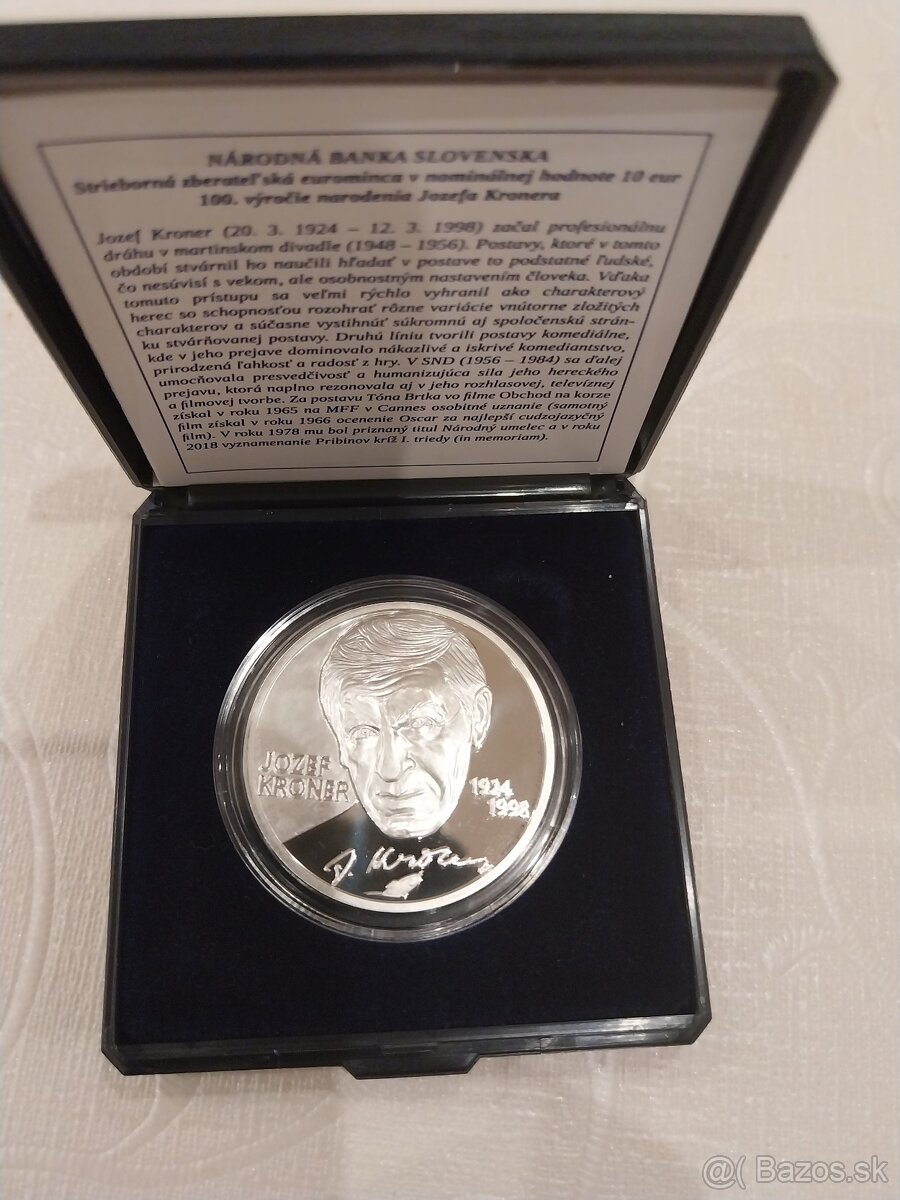 NÁRODNÁ BANKA SLOVENSKA
Strieborná zberateľská eurominca v nominálnej hodnote 10 eur
100. výročie narodenia Jozefa Kronera
Jozef Kroner (20. 3. 1924 – 12. 3. 1998) začal profesionálnu
dráhu v martinskom divadle (1948 – 1956). Postavy, ktoré v tomto
období stvárnil ho naučili hľadať v postave to podstatné ľudské,
čo nesúvisí s vekom, ale osobnostným nastavením človeka. Vďaka
tomuto prístupu sa veľmi rýchlo vyhranil ako charakterový
herec so schopnosťou rozohrať rôzne variácie vnútorne zložitých
charakterov a súčasne vystihnúť súkromnú aj spoločenskú strán-
ku stvárňovanej postavy. Druhú líniu tvorili postavy komediálne,
kde v jeho prejave dominovalo nákazlivé a iskrivé komediantstvo,
prirodzená ľahkosť a radosť z hry. V SND (1956 – 1984) sa ďalej
umocňovala presvedčivosť a humanizujúca sila jeho hereckého
prejavu, ktorá naplno rezonovala aj v jeho rozhlasovej, televíznej
a filmovej tvorbe. Za postavu Tóna Brtka vo filme Obchod na korze
získal v roku 1965 na MFF v Cannes osobitné uznanie (samotný
film získal v roku 1966 ocenenie Oscar za najlepší cudzojazyčný
film). V roku 1978 mu bol priznaný titul Národný umelec a v roku
2018 vyznamenanie Pribinov kríž I. triedy (in memoriam).
JOZEF
KRONER
1924
1998
J. Kroner
@( Bazos.sk